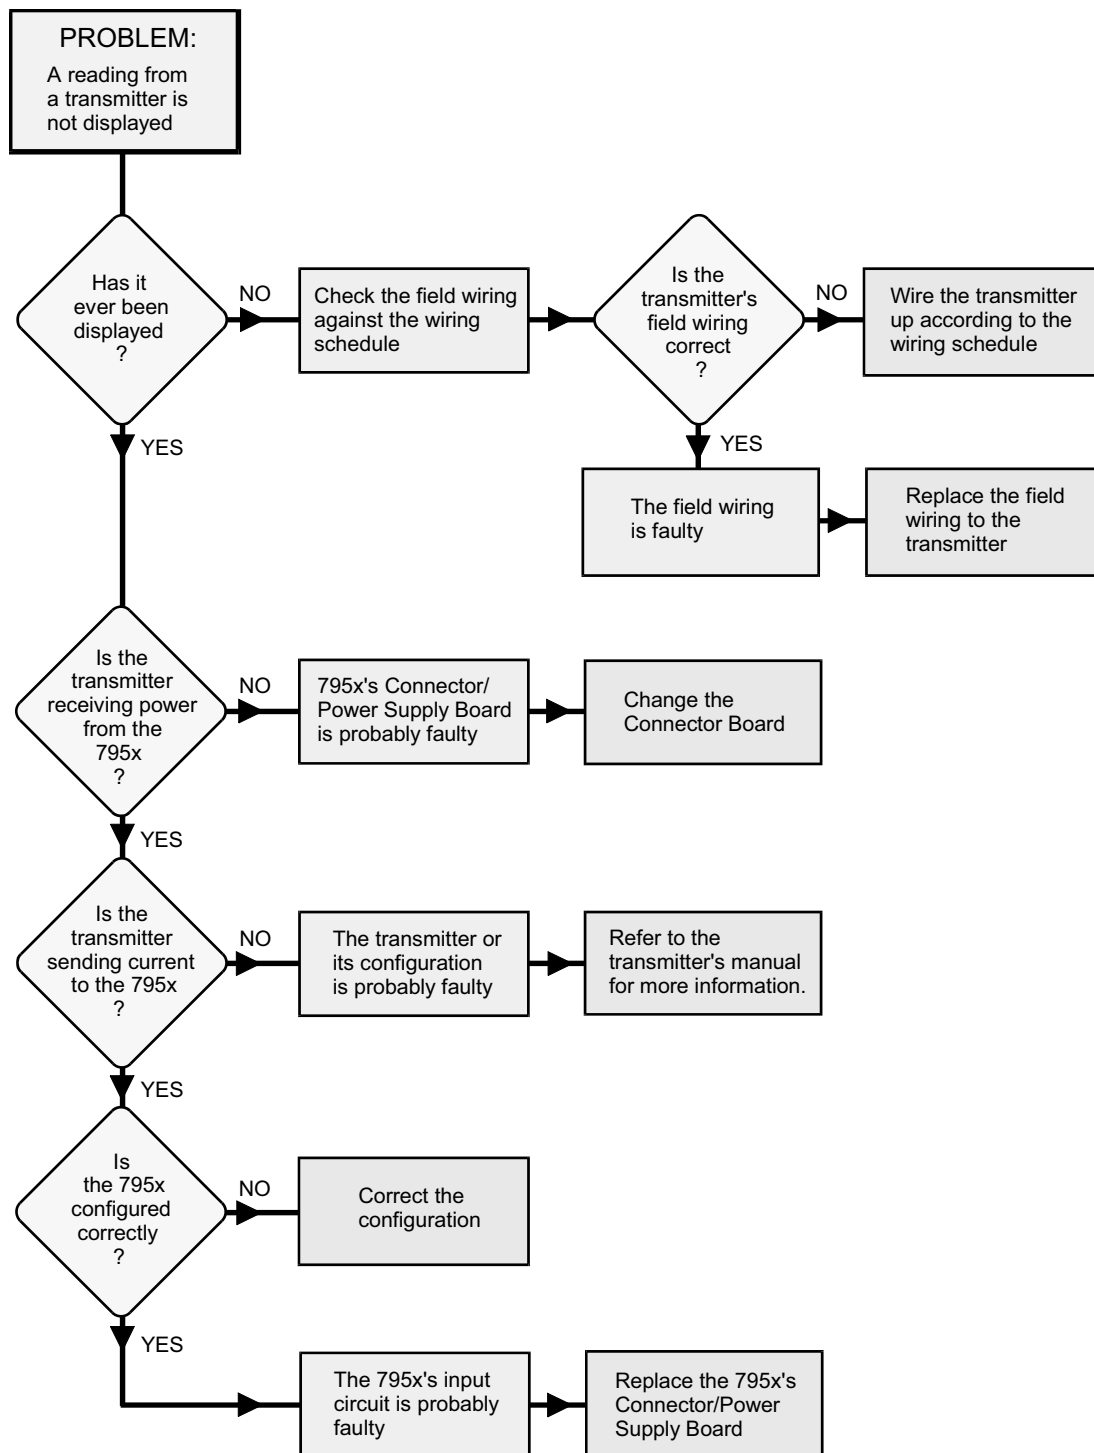 PROBLEM:
A reading from
a transmitter is
not displayed
Has it
ever been
displayed
?
NO
Check the field wiring
against the wiring
schedule
Is the
transmitter's
field wiring
correct
?
NO
Wire the transmitter
up according to the
wiring schedule
YES
YES
The field wiring
is faulty
Replace the field
wiring to the
transmitter
Is the
transmitter
receiving power
from the
795x
?
NO
795x's Connector/
Power Supply Board
is probably faulty
Change the
Connector Board
YES
Is the
transmitter
sending current
to the 795x
?
NO
The transmitter or
its configuration
is probably faulty
Refer to the
transmitter's manual
for more information.
YES
Is
the 795x
configured
correctly
?
NO
Correct the
configuration
YES
The 795x's input
circuit is probably
faulty
Replace the 795x's
Connector/Power
Supply Board